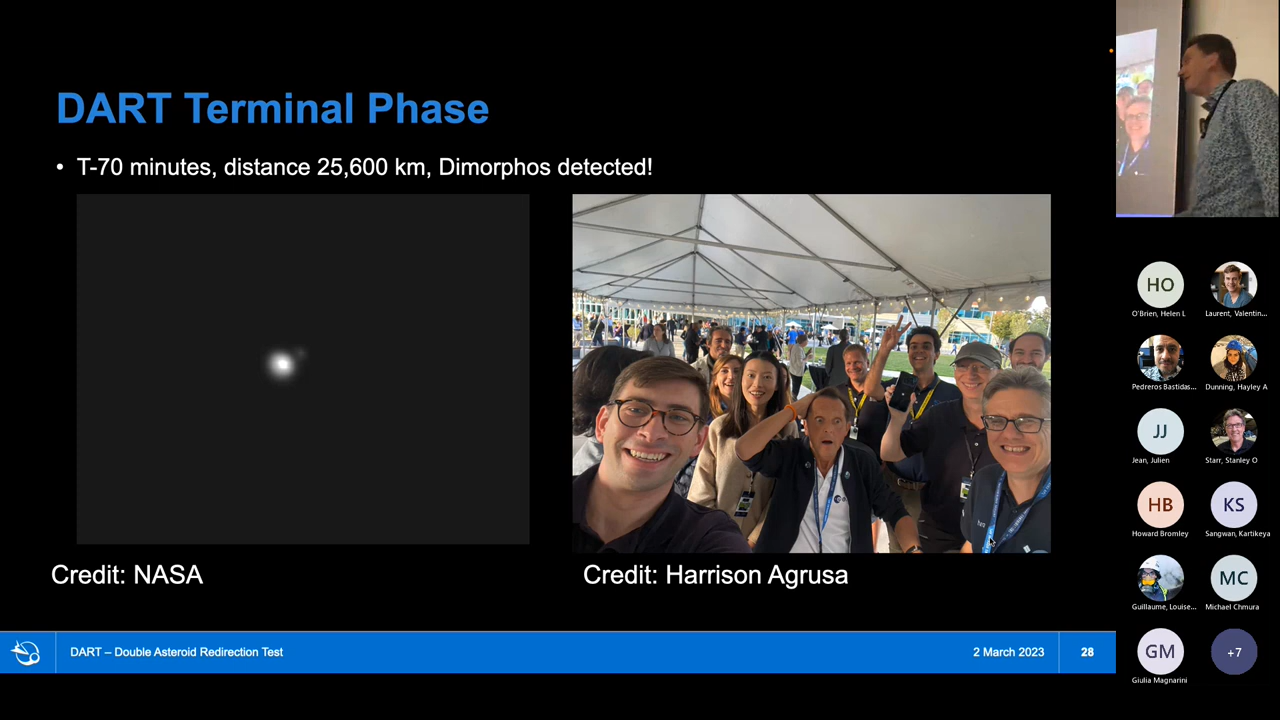 DART Terminal Phase
• T-70 minutes, distance 25,600 km, Dimorphos detected!
Credit: NASA
Credit: Harrison Agrusa
DART – Double Asteroid Redirection Test
2 March 2023
28
HO
O'Brien, Helen L
Laurent, Valentin...
Pedreros Bastidas...
Dunning, Hayley A
JJ
Jean, Julien
Starr, Stanley O
HB
Howard Bromley
KS
Sangwan, Kartikeya
Guillaume, Louise...
MC
Michael Chmura
GM
Giulia Magnarini
+7